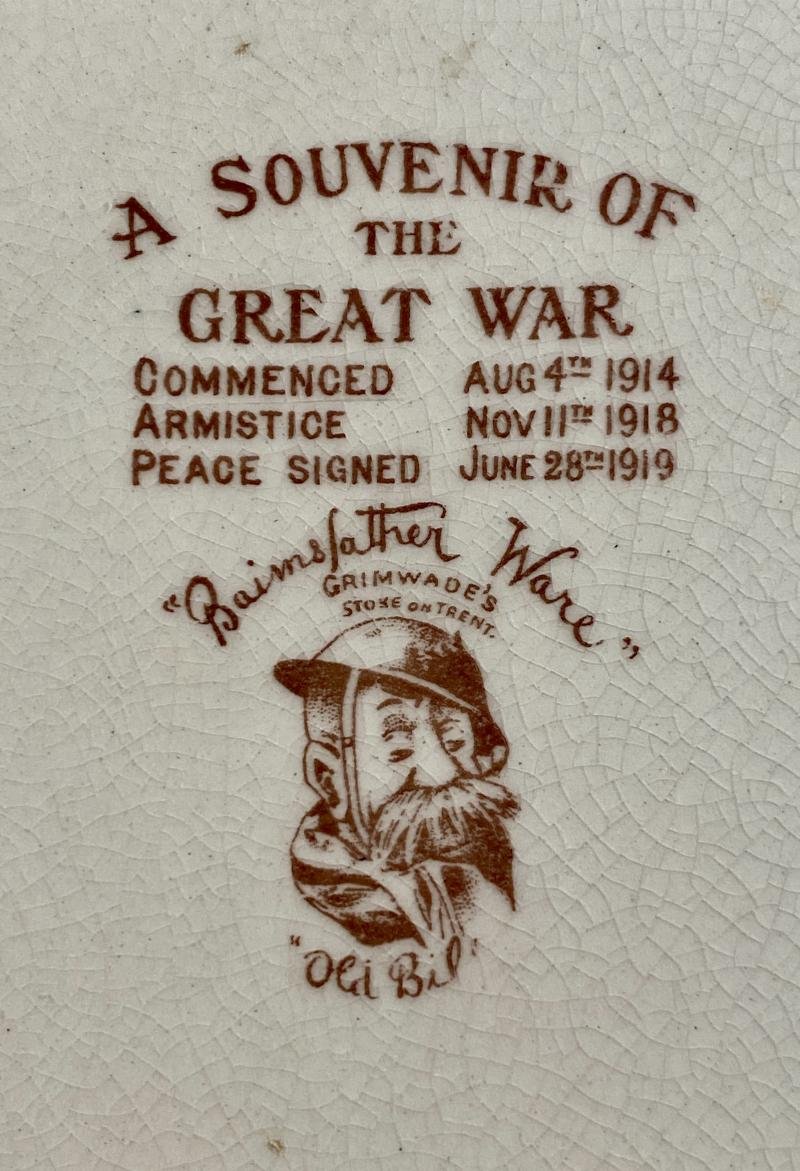 A SOUVENIR OF
THE
GREAT WAR
COMMENCED AUG 4TH 1914
ARMISTICE NOV 11TH 1918
PEACE SIGNED JUNE 28TH 1919
"Bairnsfather Ware"
GRIMWADE'S
STOKE ON TRENT.
"Old Bill"